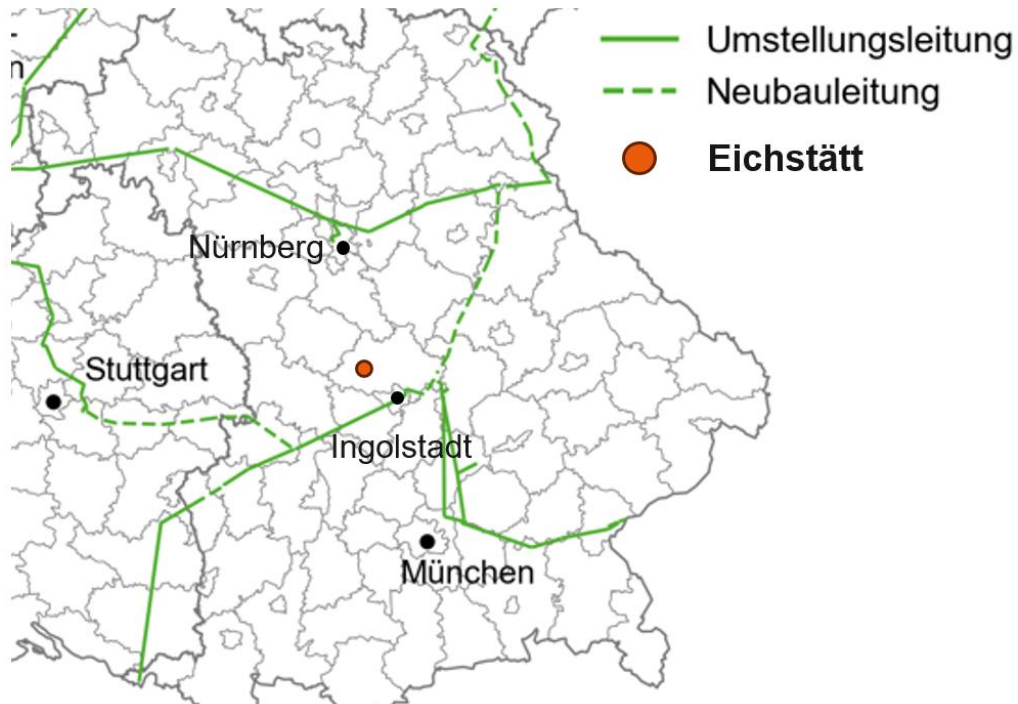 n
Umstellungsleitung
Neubauleitung
Eichstätt
Nürnberg
Stuttgart
Ingolstadt
München